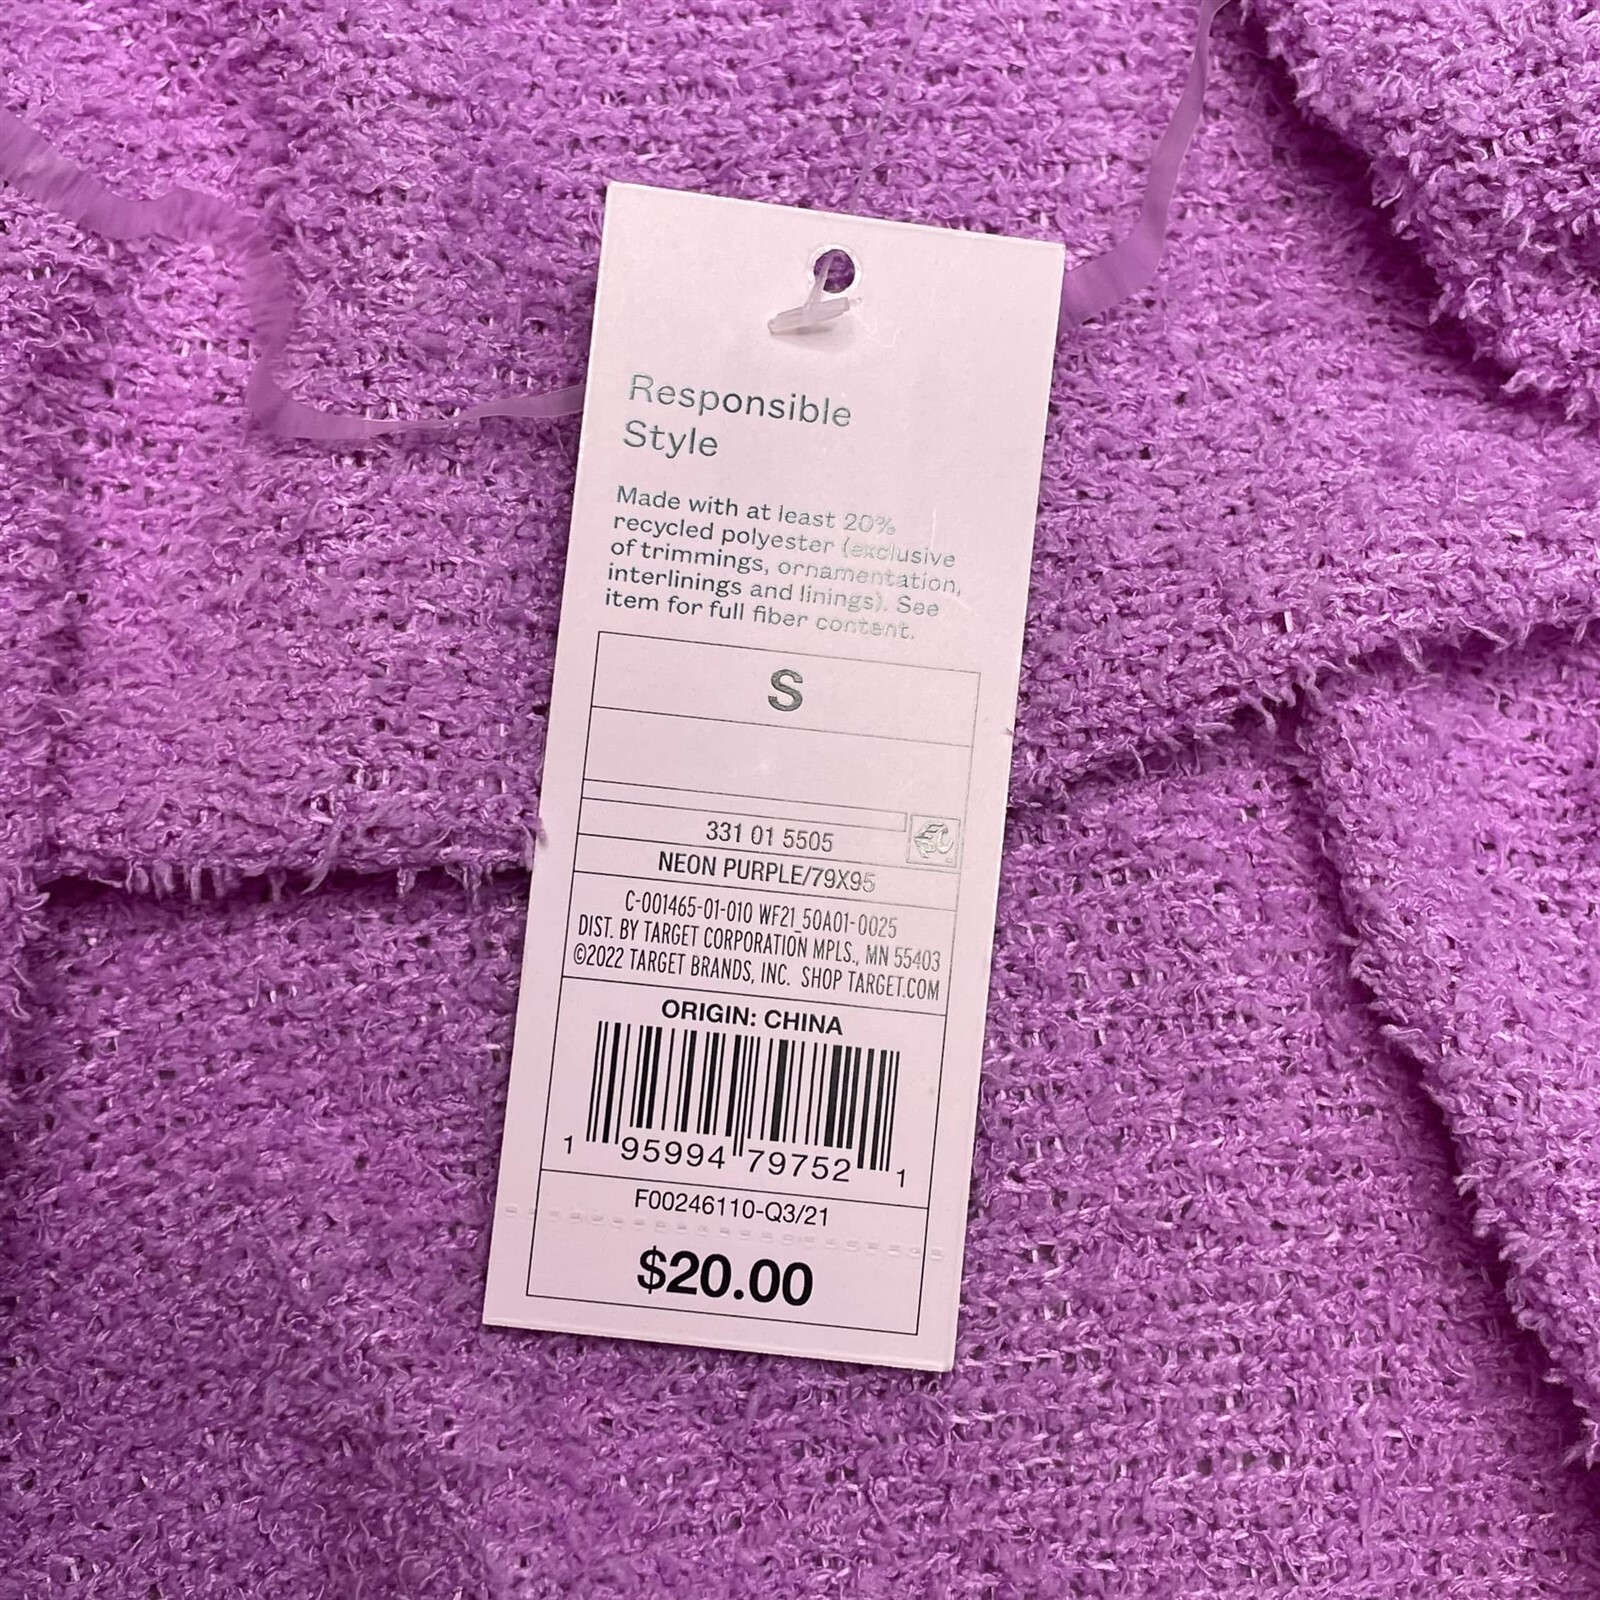 Responsible
Style
Made with at least 20%
recycled polyester (exclusive
of trimmings, ornamentation,
interlinings and linings). See
item for full fiber content.
S
331 01 5505
NEON PURPLE/79X95
C-001465-01-010 WF21_50A01-0025
DIST. BY TARGET CORPORATION MPLS., MN 55403
©2022 TARGET BRANDS, INC. SHOP TARGET.COM
ORIGIN: CHINA
1 95994 79752 1
F00246110-Q3/21
$20.00